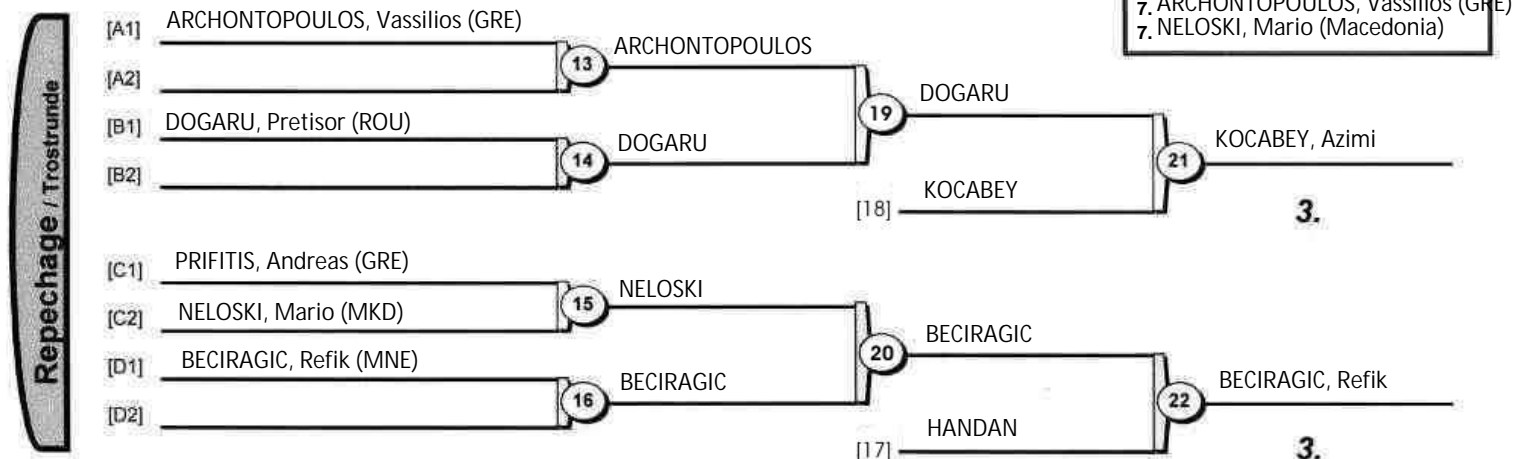 7. ARCHONTOPOULOS, Vassilios (GRE)
7. NELOSKI, Mario (Macedonia)
Repechage / Trostrunde
[A1] ARCHONTOPOULOS, Vassilios (GRE)
[A2]
13
ARCHONTOPOULOS
[B1] DOGARU, Pretisor (ROU)
[B2]
14
DOGARU
19
DOGARU
[18] KOCABEY
21
KOCABEY, Azimi
3.
[C1] PRIFITIS, Andreas (GRE)
[C2] NELOSKI, Mario (MKD)
15
NELOSKI
[D1] BECIRAGIC, Refik (MNE)
[D2]
16
BECIRAGIC
20
BECIRAGIC
[17] HANDAN
22
BECIRAGIC, Refik
3.